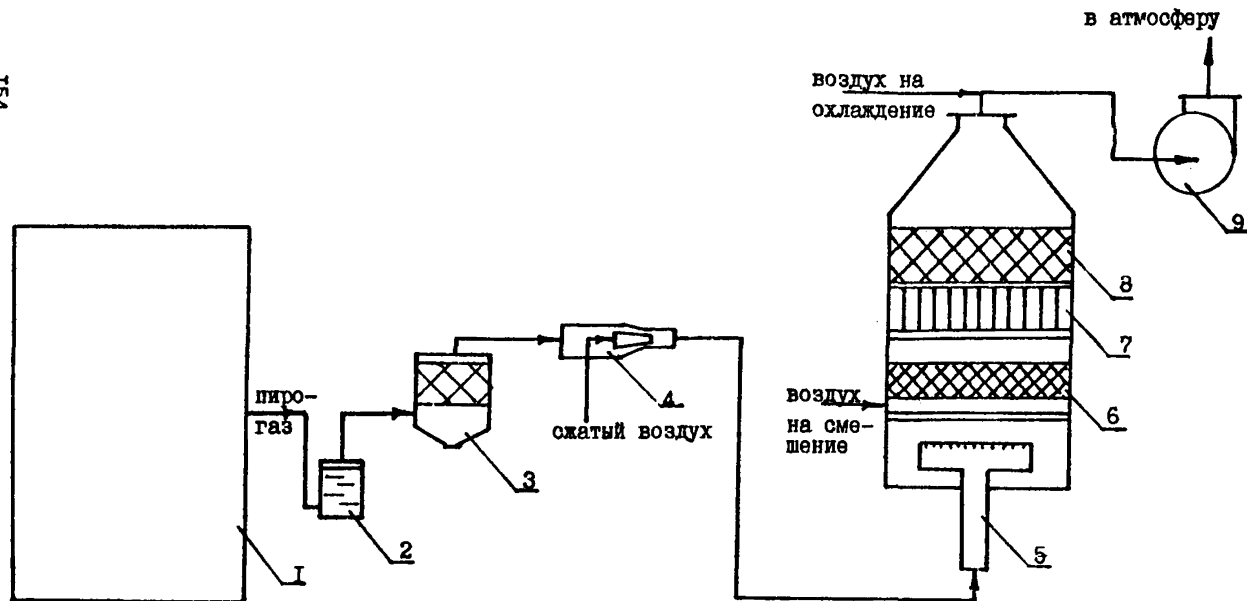 в атмосферу
154
воздух на
охлаждение
9
8
7
пиро-
газ
4
сжатый воздух
воздух
на сме-
шение
6
3
2
5
I